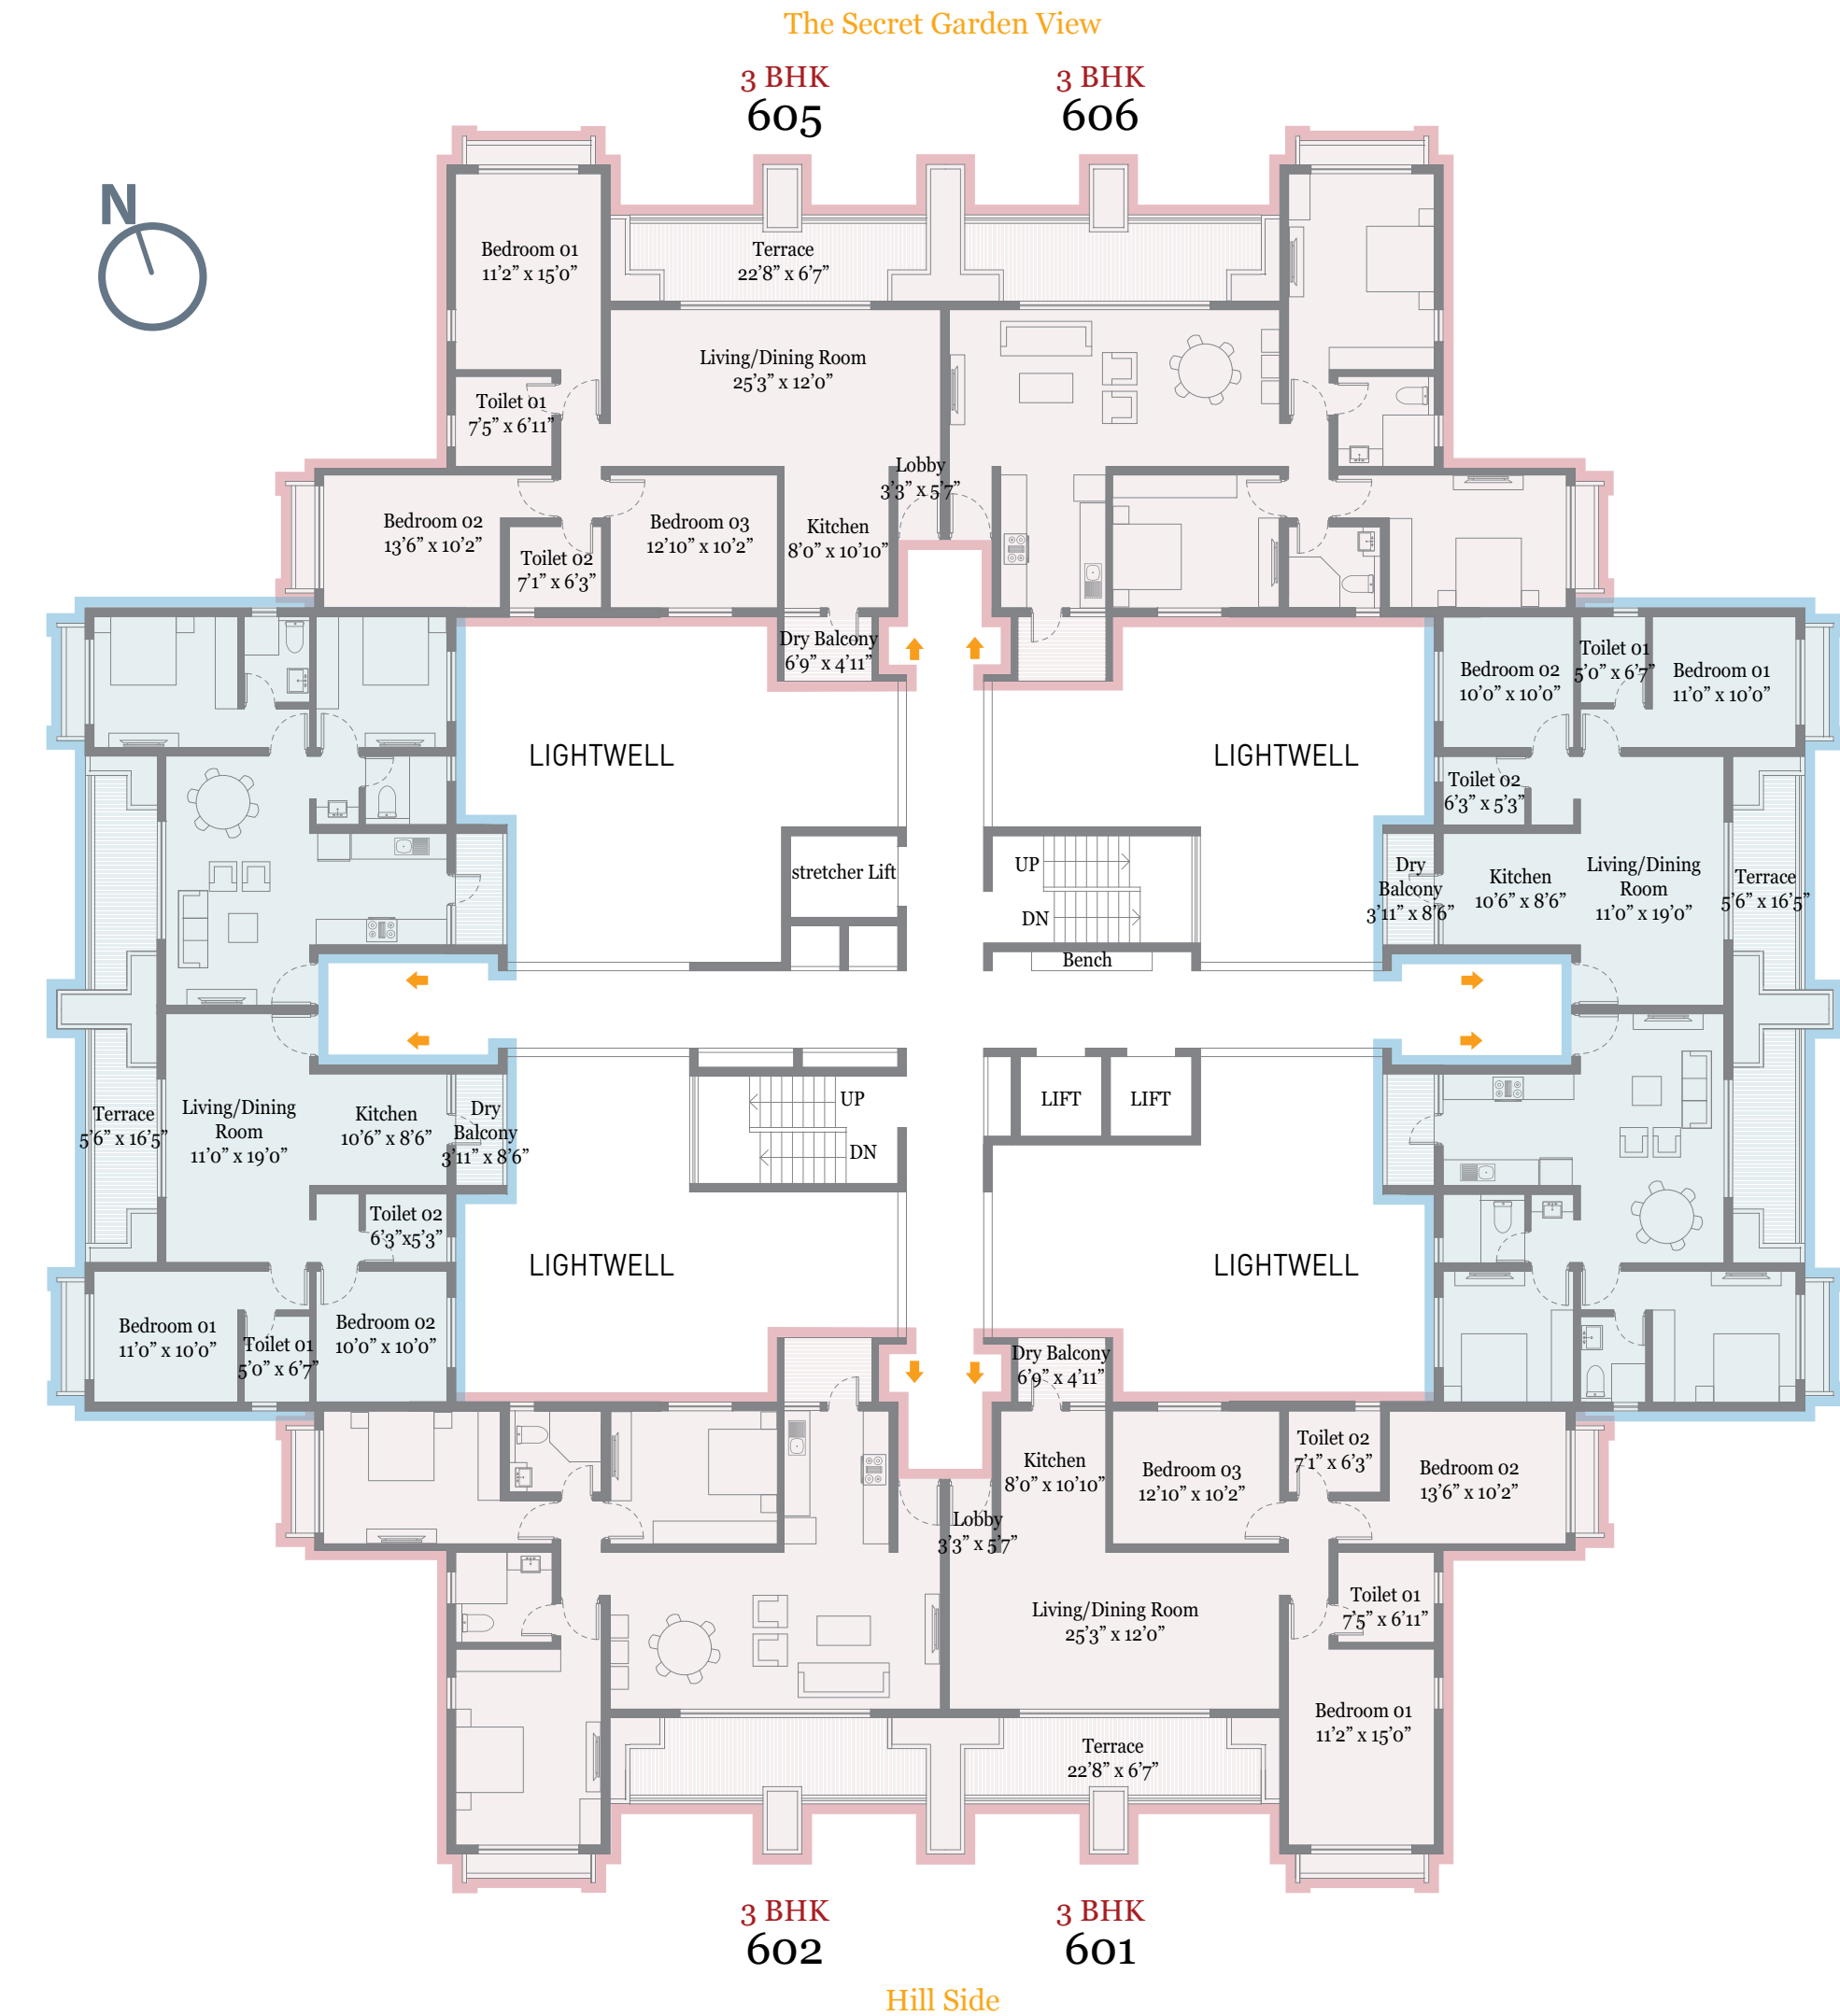 The Secret Garden View
3 BHK
605
3 BHK
606
N
Bedroom 01
11’2” x 15’0”
Terrace
22’8” x 6’7”
Living/Dining Room
25’3” x 12’0”
Toilet 01
7’5” x 6’11”
Lobby
3’3” x 5’7”
Bedroom 02
13’6” x 10’2”
Toilet 02
7’1” x 6’3”
Bedroom 03
12’10” x 10’2”
Kitchen
8’0” x 10’10”
Dry Balcony
6’9” x 4’11”
Bedroom 02
10’0” x 10’0”
Toilet 01
5’0” x 6’7”
Bedroom 01
11’0” x 10’0”
LIGHTWELL
LIGHTWELL
Toilet 02
6’3” x 5’3”
stretcher Lift
UP
DN
Bench
Dry
Balcony
3’11” x 8’6”
Kitchen
10’6” x 8’6”
Living/Dining
Room
11’0” x 19’0”
Terrace
5’6” x 16’5”
Terrace
5’6” x 16’5”
Living/Dining
Room
11’0” x 19’0”
Kitchen
10’6” x 8’6”
Dry
Balcony
3’11” x 8’6”
UP
DN
LIFT
LIFT
Toilet 02
6’3”x5’3”
LIGHTWELL
LIGHTWELL
Bedroom 01
11’0” x 10’0”
Toilet 01
5’0” x 6’7”
Bedroom 02
10’0” x 10’0”
Dry Balcony
6’9” x 4’11”
Kitchen
8’0” x 10’10”
Bedroom 03
12’10” x 10’2”
Toilet 02
7’1” x 6’3”
Bedroom 02
13’6” x 10’2”
Lobby
3’3” x 5’7”
Living/Dining Room
25’3” x 12’0”
Toilet 01
7’5” x 6’11”
Bedroom 01
11’2” x 15’0”
Terrace
22’8” x 6’7”
3 BHK
602
3 BHK
601
Hill Side